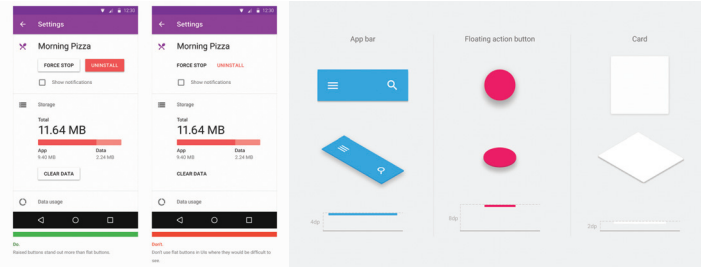 12:30
Settings
Morning Pizza
FORCE STOP UNINSTALL
Show notifications
Storage
Total
11.64 MB
App Data
9.40 MB 2.24 MB
CLEAR DATA
Data usage
Do.
Raised buttons stand out more than flat buttons.
12:30
Settings
Morning Pizza
FORCE STOP UNINSTALL
Show notifications
Storage
Total
11.64 MB
App Data
9.40 MB 2.24 MB
CLEAR DATA
Data usage
Don't.
Don't use flat buttons in UIs where they would be difficult to
see
App bar
Floating action button
Card
4dp
6dp
2dp